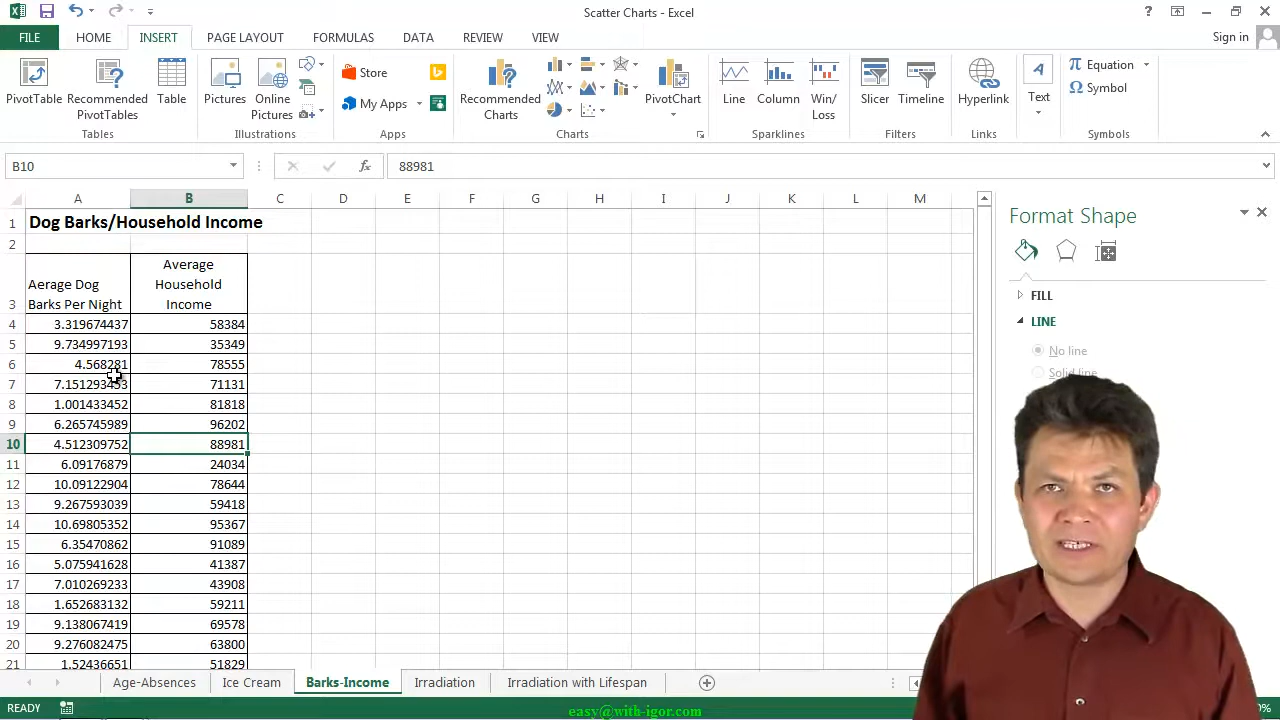 Scatter Charts - Excel
FILE HOME INSERT PAGE LAYOUT FORMULAS DATA REVIEW VIEW Sign in
PivotTable Recommended PivotTables Table Pictures Online Pictures Store My Apps Recommended Charts PivotChart Line Column Win/Loss Slicer Timeline Hyperlink Text Equation Symbol
Tables Illustrations Apps Charts Sparklines Filters Links Symbols
B10 fx 88981
A B C D E F G H I J K L M
1 Dog Barks/Household Income
2
3 Aerage Dog Barks Per Night Average Household Income
4 3.319674437 58384
5 9.734997193 35349
6 4.568281 78555
7 7.151293453 71131
8 1.001433452 81818
9 6.265745989 96202
10 4.512309752 88981
11 6.09176879 24034
12 10.09122904 78644
13 9.267593039 59418
14 10.69805352 95367
15 6.35470862 91089
16 5.075941628 41387
17 7.010269233 43908
18 1.652683132 59211
19 9.138067419 69578
20 9.276082475 63800
21 1.52436651 51829
Format Shape
FILL
LINE
No line
Solid line
Age-Absences Ice Cream Barks-Income Irradiation Irradiation with Lifespan
READY
easy@with-igor.com